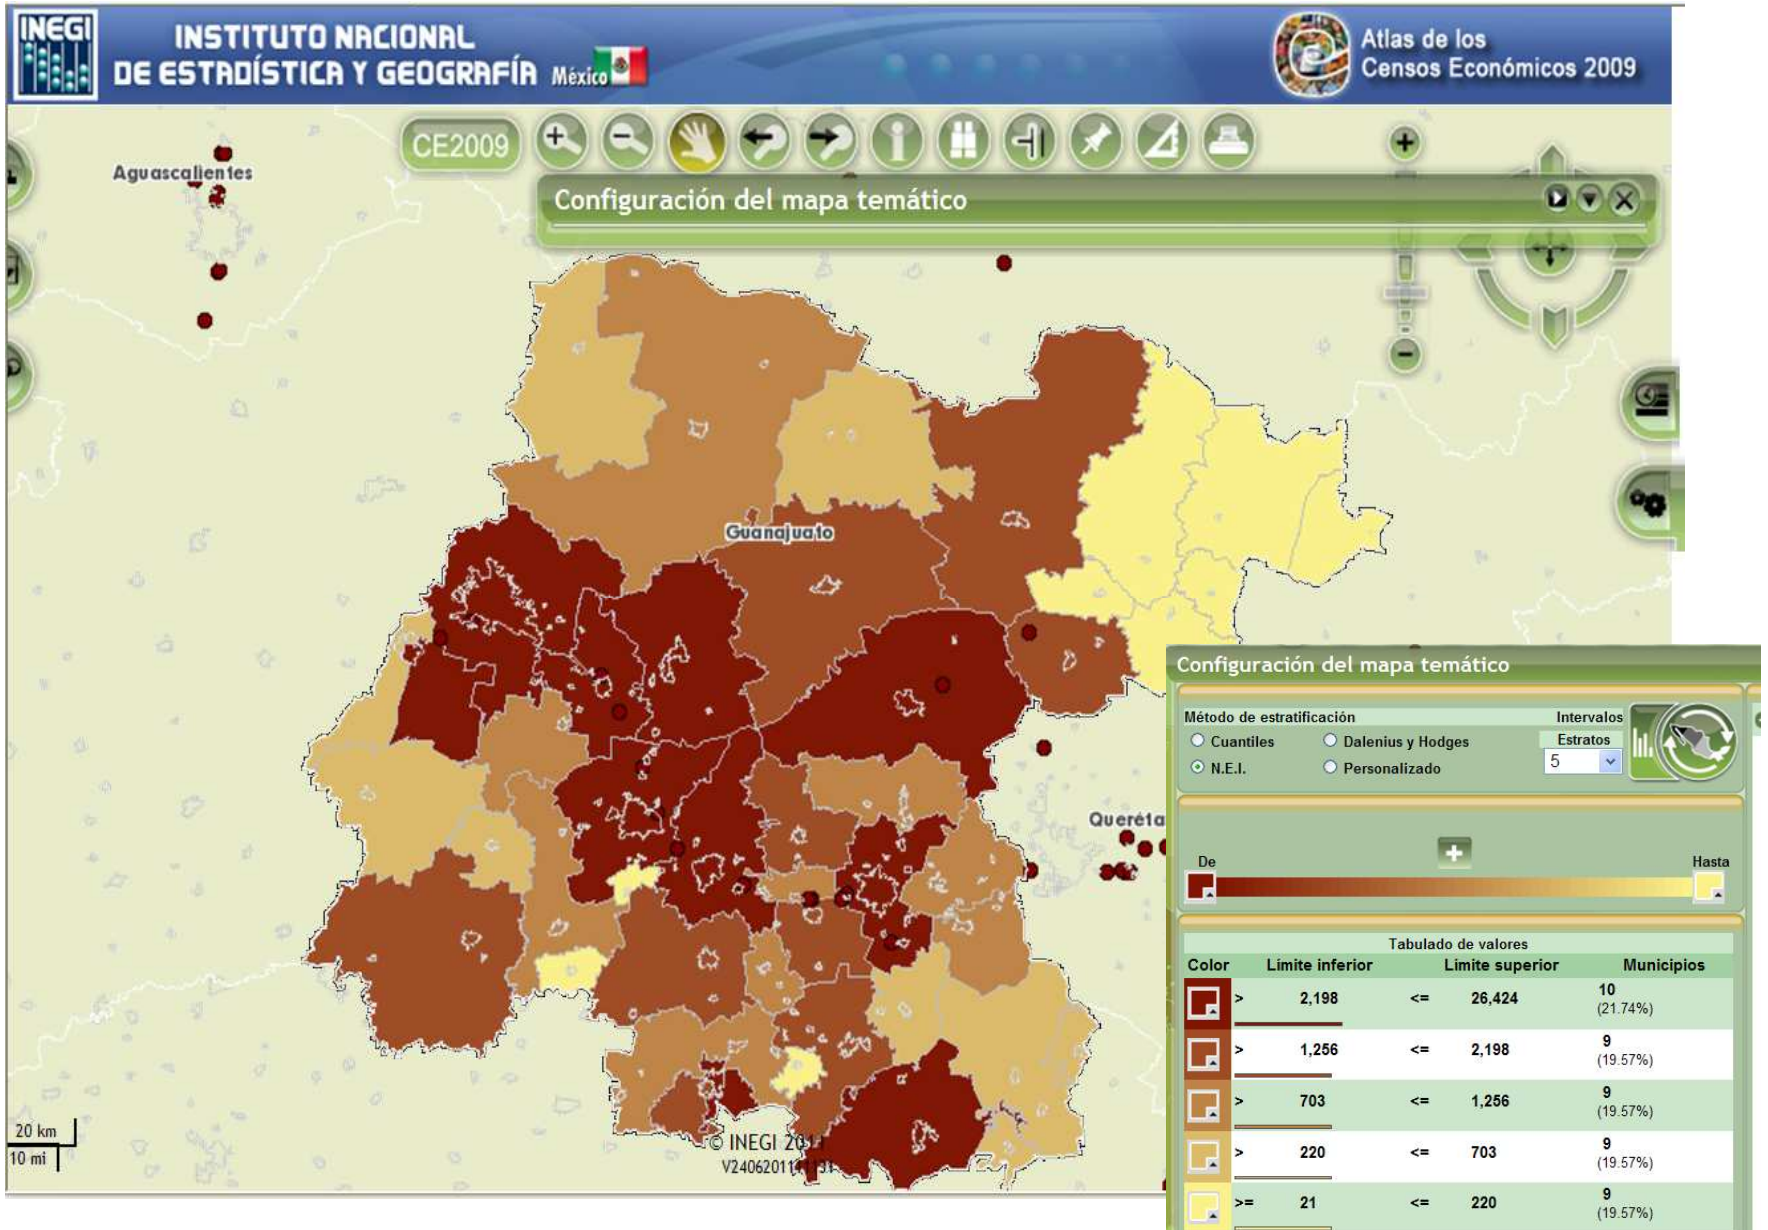 INEGI
INSTITUTO NACIONAL
DE ESTADÍSTICA Y GEOGRAFÍA México
Atlas de los
Censos Económicos 2009
CE2009
Aguascalientes
Configuración del mapa temático
Guanajuato
Queréta
20 km
10 mi
© INEGI 2011
Configuración del mapa temático
Método de estratificación Intervalos
Cuantiles Dalenius y Hodges Estratos
N.E.I. Personalizado 5
De Hasta
Tabulado de valores
Color Limite inferior Limite superior Municipios
> 2,198 <= 26,424 10
(21.74%)
> 1,256 <= 2,198 9
(19.57%)
> 703 <= 1,256 9
(19.57%)
> 220 <= 703 9
(19.57%)
>= 21 <= 220 9
(19.57%)